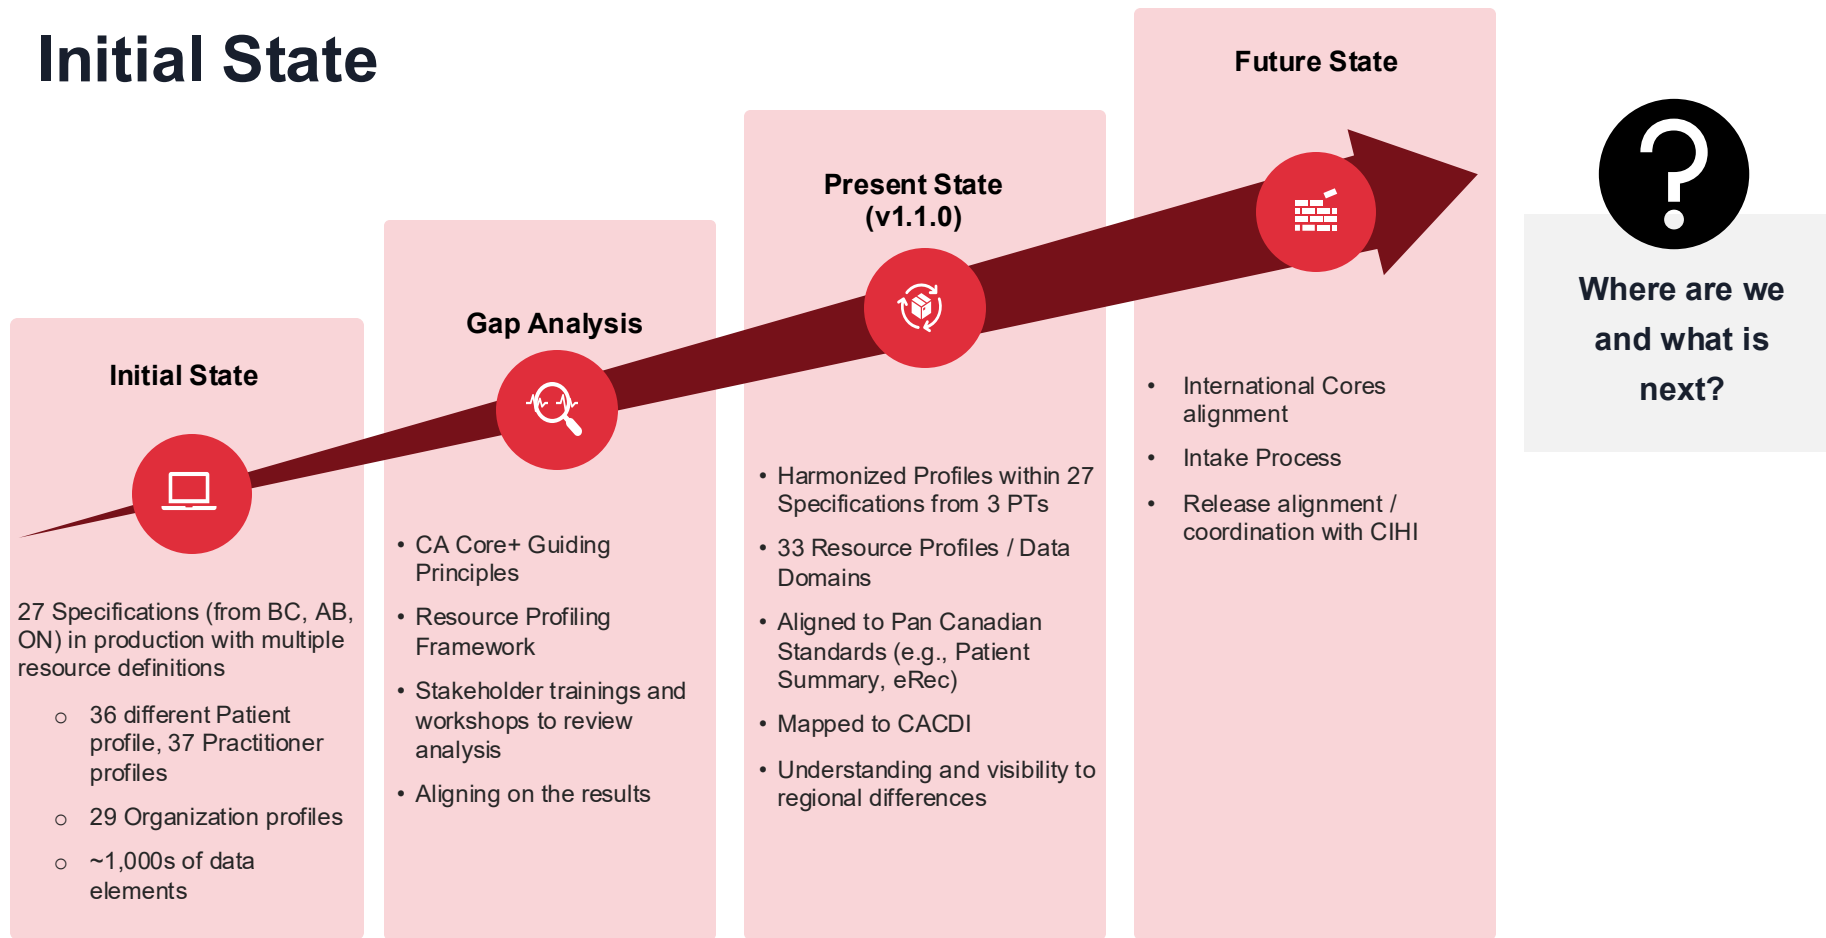 Initial State
Initial State
27 Specifications (from BC, AB,
ON) in production with multiple
resource definitions
o 36 different Patient
profile, 37 Practitioner
profiles
o 29 Organization profiles
o ~1,000s of data
elements
Gap Analysis
• CA Core+ Guiding
Principles
• Resource Profiling
Framework
• Stakeholder trainings and
workshops to review
analysis
• Aligning on the results
Present State
(v1.1.0)
• Harmonized Profiles within 27
Specifications from 3 PTs
• 33 Resource Profiles / Data
Domains
• Aligned to Pan Canadian
Standards (e.g., Patient
Summary, eRec)
• Mapped to CACDI
• Understanding and visibility to
regional differences
Future State
• International Cores
alignment
• Intake Process
• Release alignment /
coordination with CIHI
?
Where are we
and what is
next?